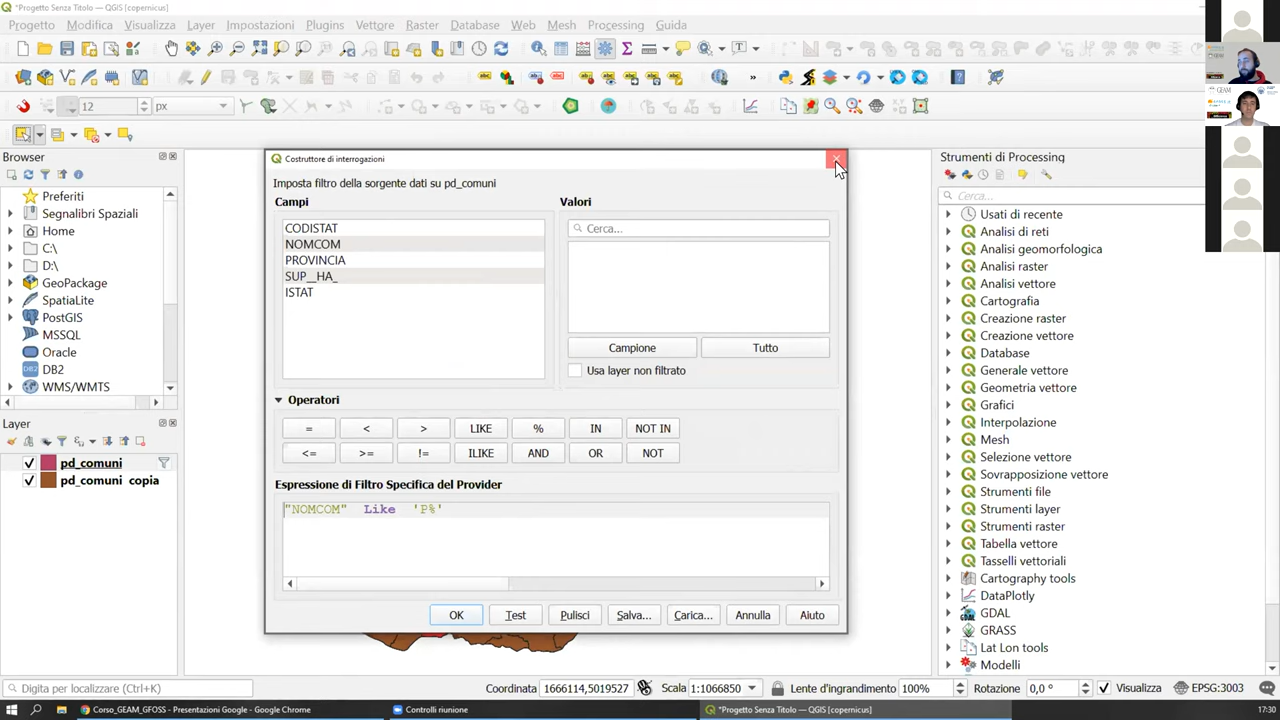 *Progetto Senza Titolo — QGIS [copernicus]
Progetto Modifica Visualizza Layer Impostazioni Plugins Vettore Raster Database Web Mesh Processing Guida
12 px
Browser
Preferiti
Segnalibri Spaziali
Home
C:\
D:\
GeoPackage
SpatiaLite
PostGIS
MSSQL
Oracle
DB2
WMS/WMTS
Layer
pd_comuni
pd_comuni copia
Costruttore di interrogazioni
Imposta filtro della sorgente dati su pd_comuni
Campi
CODISTAT
NOMCOM
PROVINCIA
SUP__HA_
ISTAT
Valori
Cerca...
Campione Tutto
Usa layer non filtrato
Operatori
= < > LIKE % IN NOT IN
<= >= != ILIKE AND OR NOT
Espressione di Filtro Specifica del Provider
"NOMCOM" Like 'P%'
OK Test Pulisci Salva... Carica... Annulla Aiuto
Strumenti di Processing
Cerca...
Usati di recente
Analisi di reti
Analisi geomorfologica
Analisi raster
Analisi vettore
Cartografia
Creazione raster
Creazione vettore
Database
Generale vettore
Geometria vettore
Grafici
Interpolazione
Mesh
Selezione vettore
Sovrapposizione vettore
Strumenti file
Strumenti layer
Strumenti raster
Tabella vettore
Tasselli vettoriali
Cartography tools
DataPlotly
GDAL
GRASS
Lat Lon tools
Modelli
Digita per localizzare (Ctrl+K) Coordinata 1666114,5019527 Scala 1:1066850 Lente d'ingrandimento 100% Rotazione 0,0 ° Visualizza EPSG:3003
Corso_GEAM_GFOSS - Presentazioni Google - Google Chrome Controlli riunione *Progetto Senza Titolo — QGIS [copernicus] 17:30